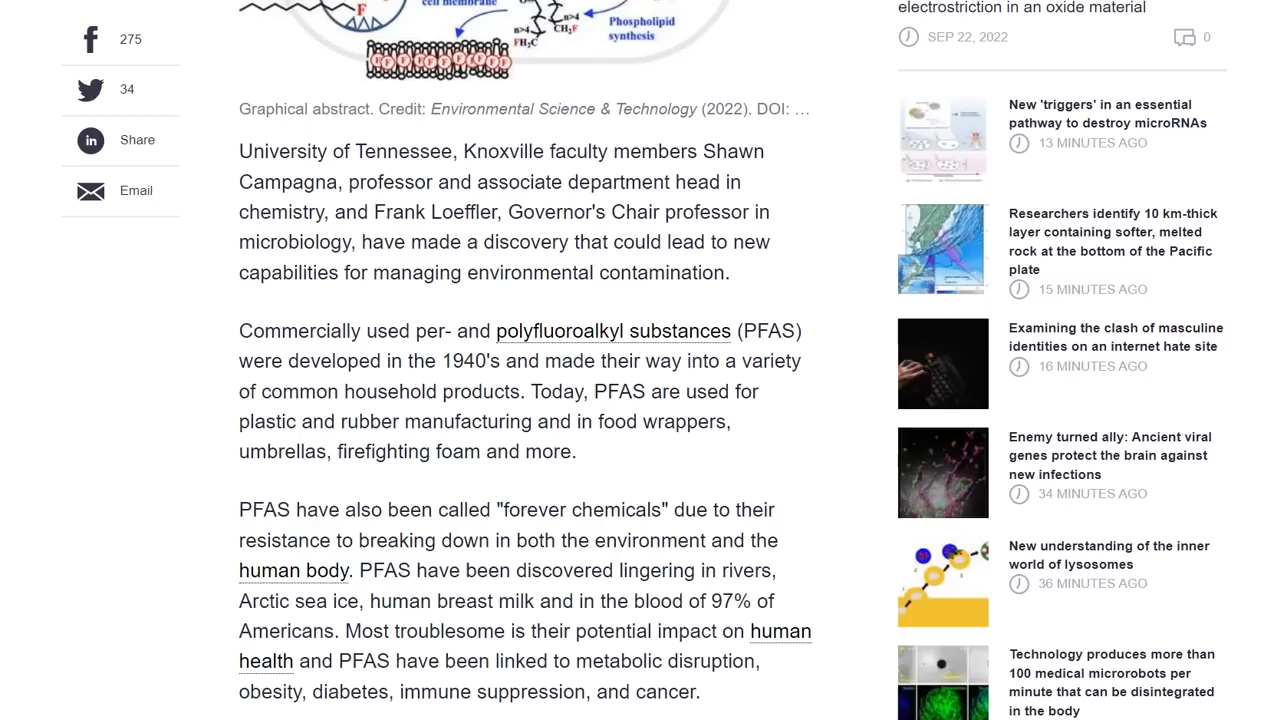 cell membrane
F
n>4
n>4
CH₂F
FH₂C
Phospholipid
synthesis
F F F F F F F F F
275
34
in Share
Email
Graphical abstract. Credit: Environmental Science & Technology (2022). DOI: …
University of Tennessee, Knoxville faculty members Shawn
Campagna, professor and associate department head in
chemistry, and Frank Loeffler, Governor's Chair professor in
microbiology, have made a discovery that could lead to new
capabilities for managing environmental contamination.
Commercially used per- and polyfluoroalkyl substances (PFAS)
were developed in the 1940's and made their way into a variety
of common household products. Today, PFAS are used for
plastic and rubber manufacturing and in food wrappers,
umbrellas, firefighting foam and more.
PFAS have also been called "forever chemicals" due to their
resistance to breaking down in both the environment and the
human body. PFAS have been discovered lingering in rivers,
Arctic sea ice, human breast milk and in the blood of 97% of
Americans. Most troublesome is their potential impact on human
health and PFAS have been linked to metabolic disruption,
obesity, diabetes, immune suppression, and cancer.
electrostriction in an oxide material
SEP 22, 2022 0
New 'triggers' in an essential
pathway to destroy microRNAs
13 MINUTES AGO
Researchers identify 10 km-thick
layer containing softer, melted
rock at the bottom of the Pacific
plate
15 MINUTES AGO
Examining the clash of masculine
identities on an internet hate site
16 MINUTES AGO
Enemy turned ally: Ancient viral
genes protect the brain against
new infections
34 MINUTES AGO
New understanding of the inner
world of lysosomes
36 MINUTES AGO
Technology produces more than
100 medical microrobots per
minute that can be disintegrated
in the body